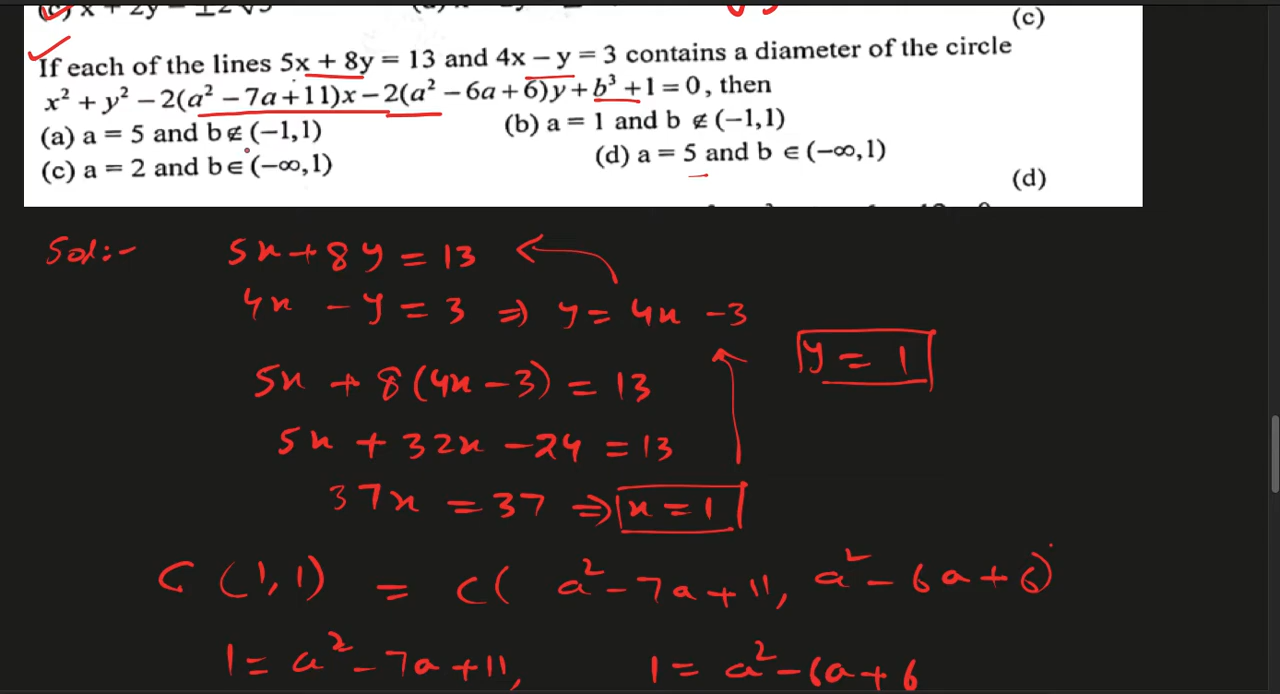 (c)
If each of the lines 5x + 8y = 13 and 4x – y = 3 contains a diameter of the circle
x² + y² – 2(a² – 7a + 11)x – 2(a² – 6a + 6)y + b³ + 1 = 0, then
(a) a = 5 and b ∉ (–1,1) (b) a = 1 and b ∉ (–1,1)
(c) a = 2 and b ∈ (–∞,1) (d) a = 5 and b ∈ (–∞,1)
(d)
Sol:- 5x + 8y = 13
4x – y = 3 ⇒ y = 4x – 3
y = 1
5x + 8(4x – 3) = 13
5x + 32x – 24 = 13
37x = 37 ⇒ x = 1
C (1,1) = C( a² – 7a + 11, a² – 6a + 6)
1 = a² – 7a + 11, 1 = a² – 6a + 6